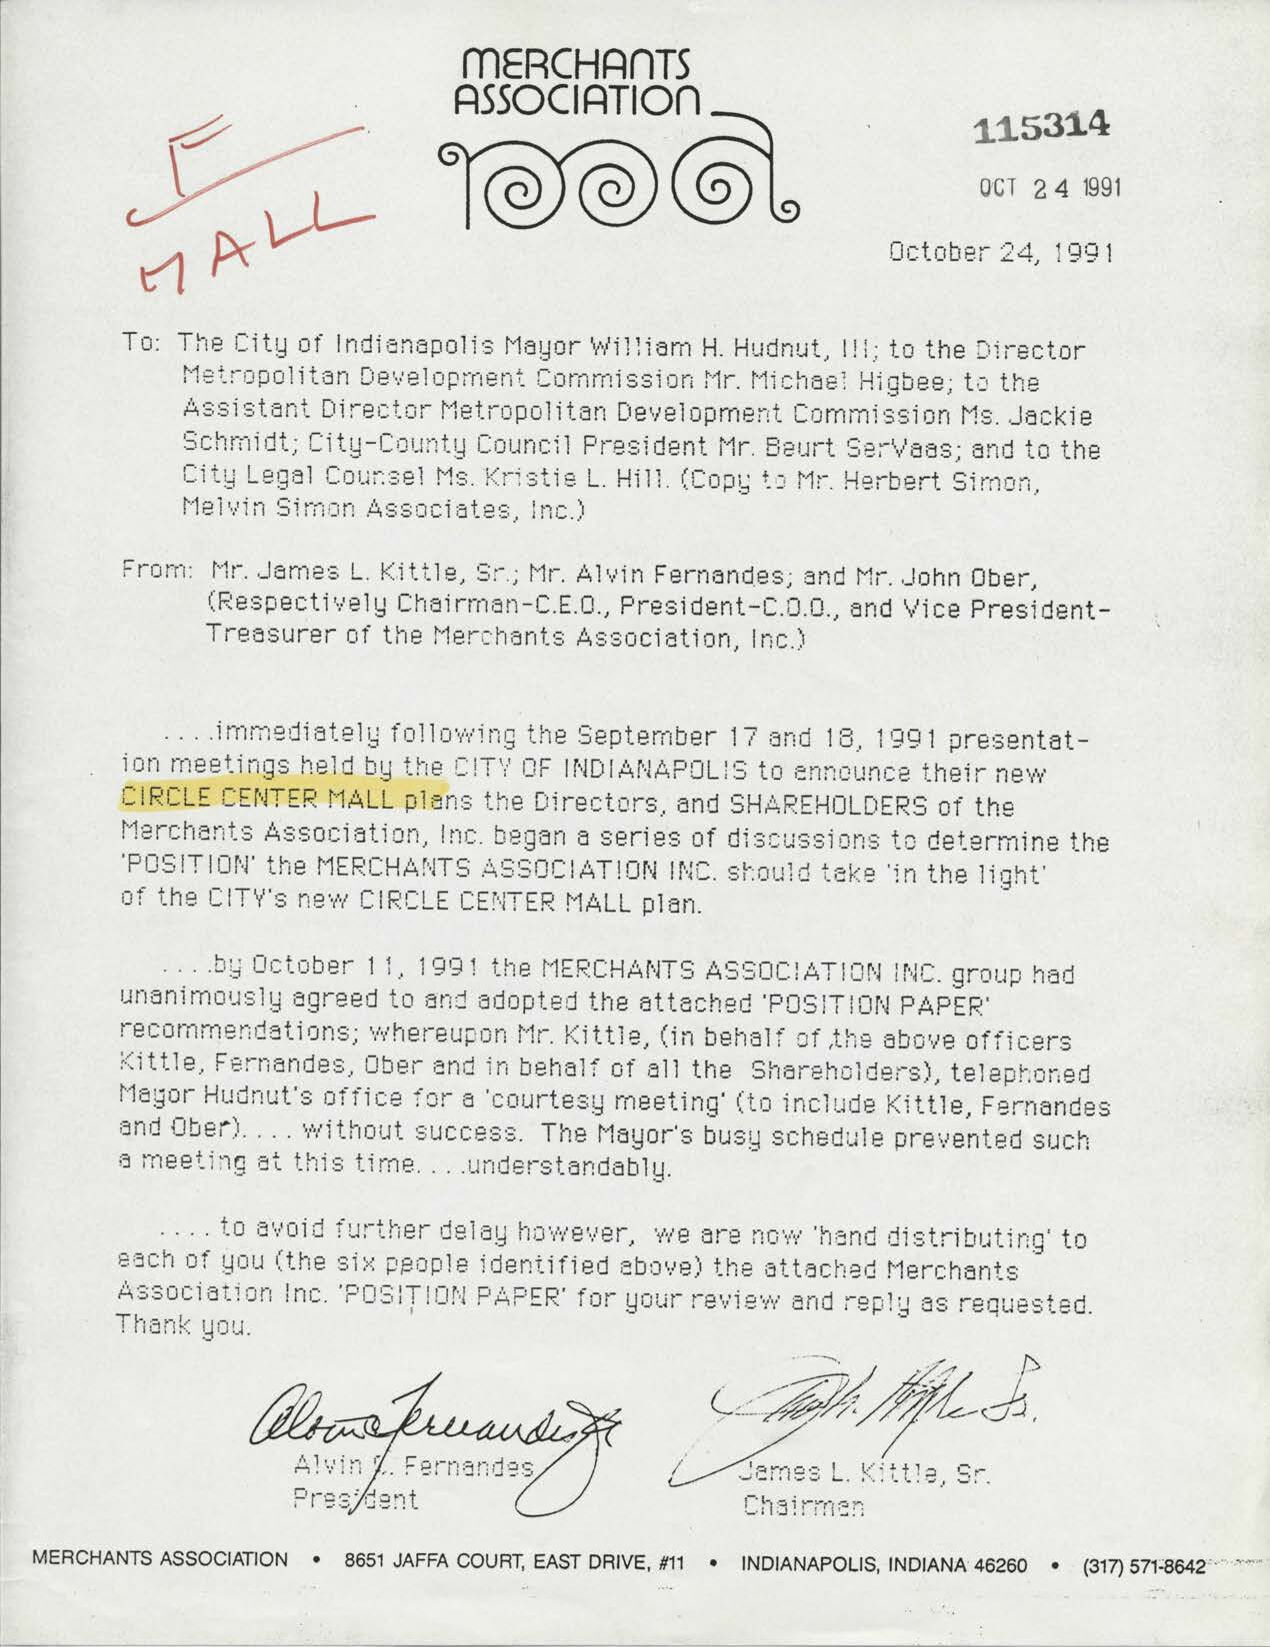 MERCHANTS
ASSOCIATION
115314
OCT 24 1991
F
MALL
October 24, 1991
To: The City of Indianapolis Mayor William H. Hudnut, III; to the Director
Metropolitan Development Commission Mr. Michael Higbee; to the
Assistant Director Metropolitan Development Commission Ms. Jackie
Schmidt; City-County Council President Mr. Beurt SerVaas; and to the
City Legal Counsel Ms. Kristie L. Hill. (Copy to Mr. Herbert Simon,
Melvin Simon Associates, Inc.)
From: Mr. James L. Kittle, Sr.; Mr. Alvin Fernandes; and Mr. John Ober,
(Respectively Chairman-C.E.O., President-C.O.O., and Vice President-
Treasurer of the Merchants Association, Inc.)
....immediately following the September 17 and 18, 1991 presentat-
ion meetings held by the CITY OF INDIANAPOLIS to announce their new
CIRCLE CENTER MALL plans the Directors, and SHAREHOLDERS of the
Merchants Association, Inc. began a series of discussions to determine the
'POSITION' the MERCHANTS ASSOCIATION INC. should take 'in the light'
of the CITY's new CIRCLE CENTER MALL plan.
....by October 11, 1991 the MERCHANTS ASSOCIATION INC. group had
unanimously agreed to and adopted the attached 'POSITION PAPER'
recommendations; whereupon Mr. Kittle, (in behalf of the above officers
Kittle, Fernandes, Ober and in behalf of all the Shareholders), telephoned
Mayor Hudnut's office for a 'courtesy meeting' (to include Kittle, Fernandes
and Ober).... without success. The Mayor's busy schedule prevented such
a meeting at this time....understandably.
.... to avoid further delay however, we are now 'hand distributing' to
each of you (the six people identified above) the attached Merchants
Association Inc. 'POSITION PAPER' for your review and reply as requested.
Thank you.
Alvin C. Fernandes
President
James L. Kittle, Sr.
Chairman
MERCHANTS ASSOCIATION • 8651 JAFFA COURT, EAST DRIVE, #11 • INDIANAPOLIS, INDIANA 46260 • (317) 571-8642